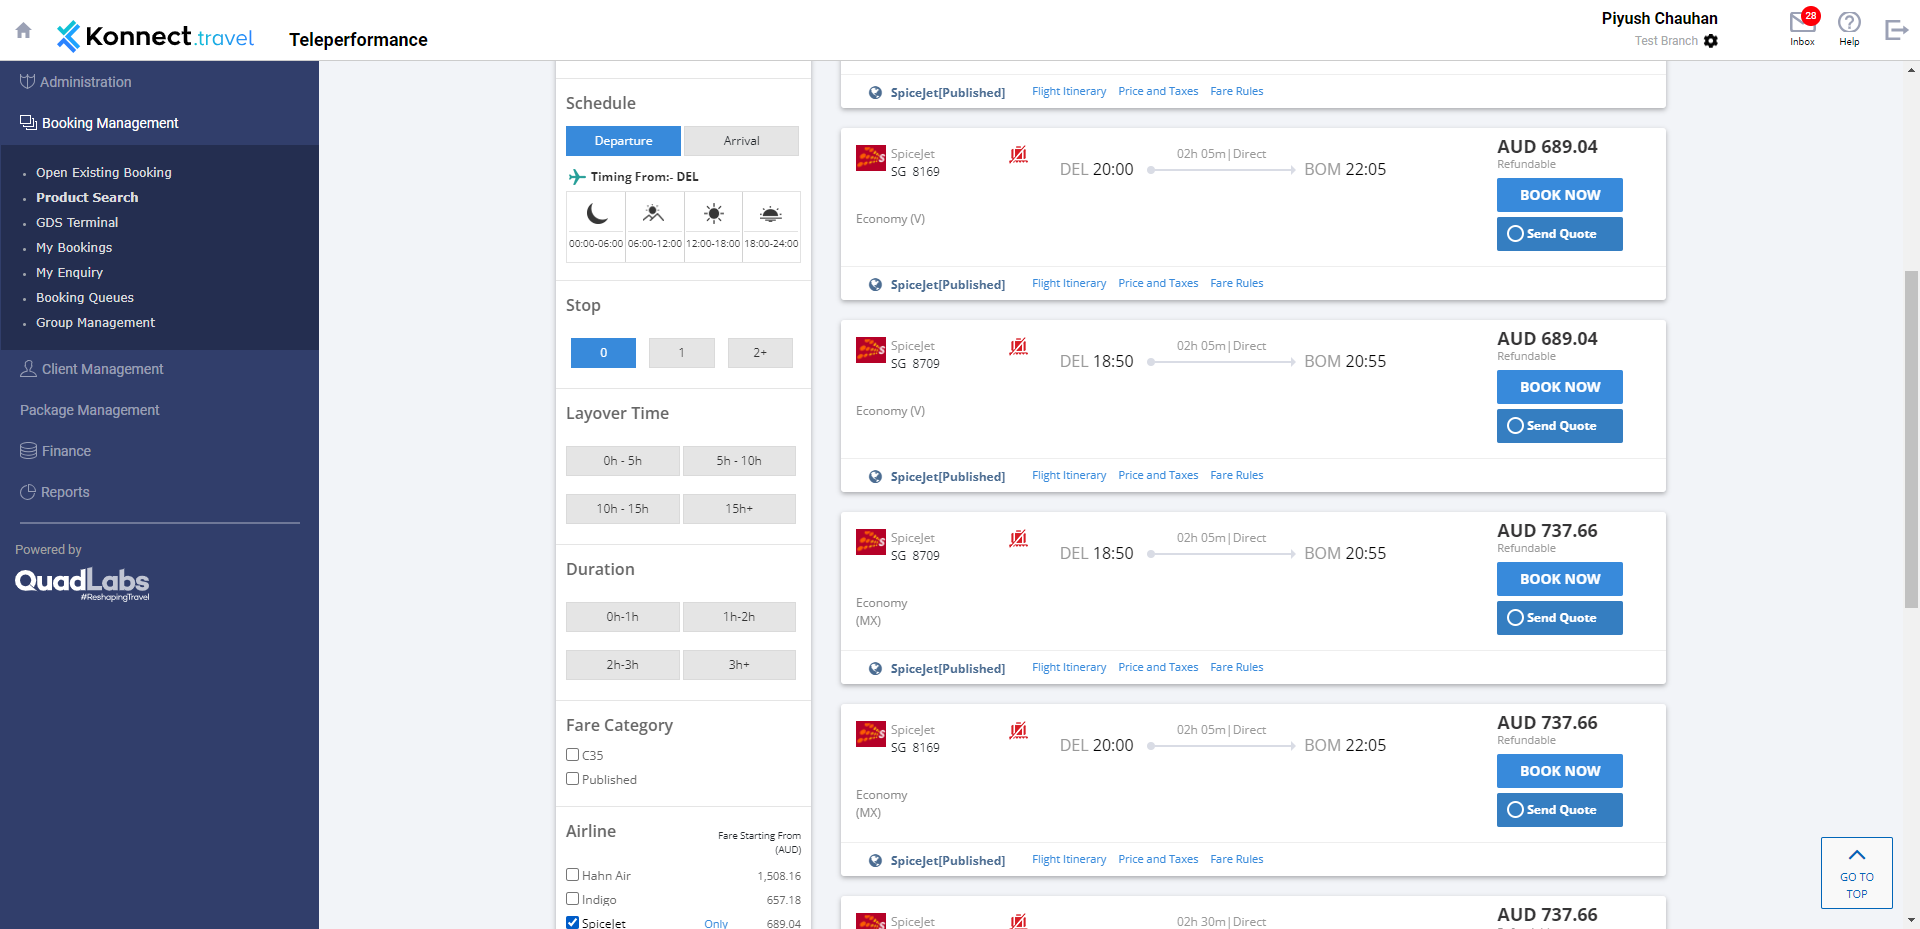 Konnect.travel
Teleperformance
Piyush Chauhan
Test Branch
28
Inbox
Help
Administration
Booking Management
Open Existing Booking
Product Search
GDS Terminal
My Bookings
My Enquiry
Booking Queues
Group Management
Client Management
Package Management
Finance
Reports
Powered by
QuadLabs
#ReshapingTravel
Schedule
Departure Arrival
Timing From:- DEL
00:00-06:00 06:00-12:00 12:00-18:00 18:00-24:00
Stop
0 1 2+
Layover Time
0h - 5h 5h - 10h
10h - 15h 15h+
Duration
0h-1h 1h-2h
2h-3h 3h+
Fare Category
C35
Published
Airline Fare Starting From
(AUD)
Hahn Air 1,508.16
Indigo 657.18
SpiceJet Only 689.04
SpiceJet[Published] Flight Itinerary Price and Taxes Fare Rules
SpiceJet
SG 8169
DEL 20:00
02h 05m|Direct
BOM 22:05
AUD 689.04
Refundable
BOOK NOW
Send Quote
Economy (V)
SpiceJet[Published] Flight Itinerary Price and Taxes Fare Rules
SpiceJet
SG 8709
DEL 18:50
02h 05m|Direct
BOM 20:55
AUD 689.04
Refundable
BOOK NOW
Send Quote
Economy (V)
SpiceJet[Published] Flight Itinerary Price and Taxes Fare Rules
SpiceJet
SG 8709
DEL 18:50
02h 05m|Direct
BOM 20:55
AUD 737.66
Refundable
BOOK NOW
Send Quote
Economy
(MX)
SpiceJet[Published] Flight Itinerary Price and Taxes Fare Rules
SpiceJet
SG 8169
DEL 20:00
02h 05m|Direct
BOM 22:05
AUD 737.66
Refundable
BOOK NOW
Send Quote
Economy
(MX)
SpiceJet[Published] Flight Itinerary Price and Taxes Fare Rules
SpiceJet
02h 30m|Direct
AUD 737.66
GO TO
TOP